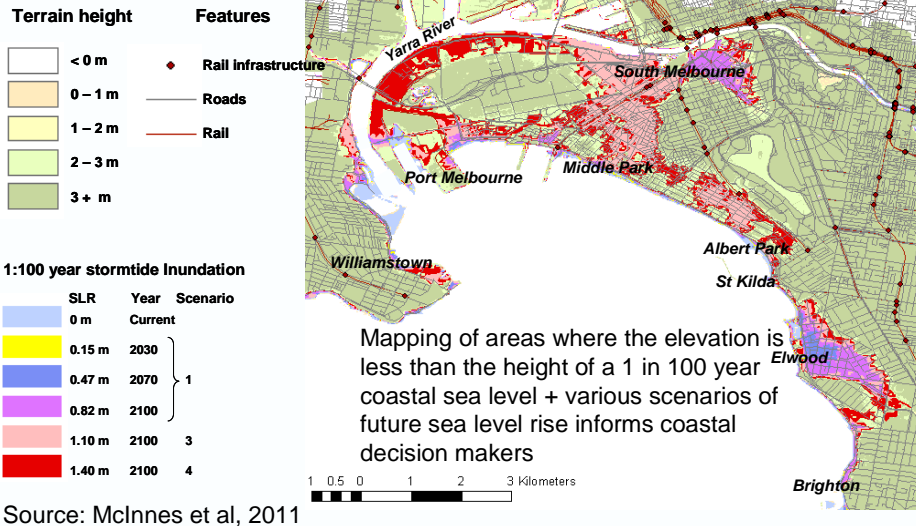 Terrain height
< 0 m
0 – 1 m
1 – 2 m
2 – 3 m
3 + m
Features
Rail infrastructure
Roads
Rail
1:100 year stormtide Inundation
SLR Year Scenario
0 m Current
0.15 m 2030
0.47 m 2070 1
0.82 m 2100
1.10 m 2100 3
1.40 m 2100 4
Source: McInnes et al, 2011
Yarra River
South Melbourne
Port Melbourne
Middle Park
Williamstown
Albert Park
St Kilda
Elwood
Brighton
Mapping of areas where the elevation is
less than the height of a 1 in 100 year
coastal sea level + various scenarios of
future sea level rise informs coastal
decision makers
1 0.5 0 1 2 3 Kilometers